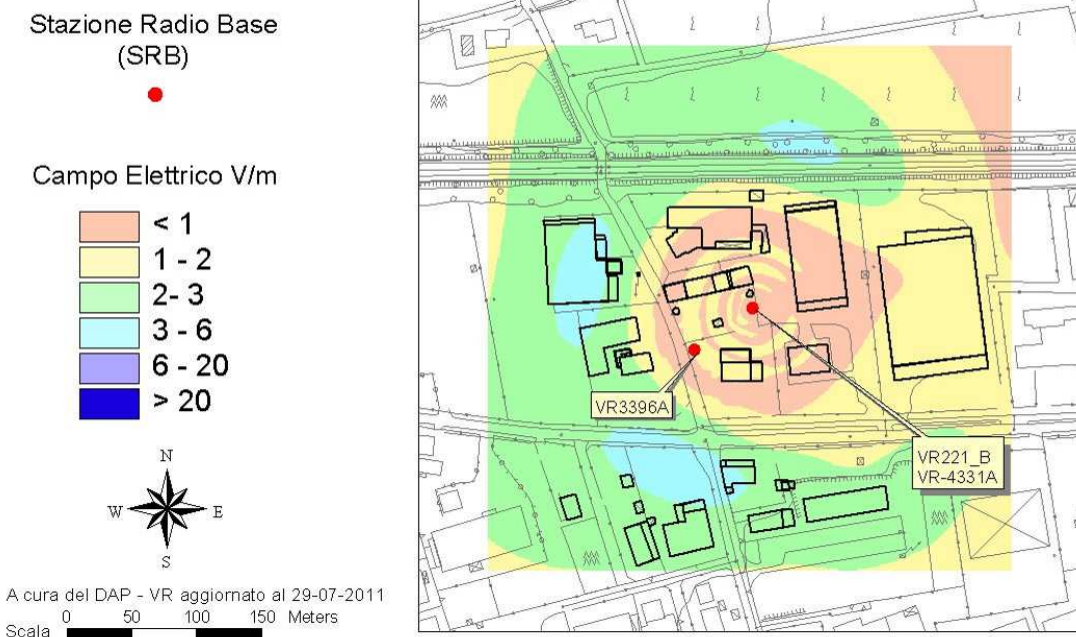 Stazione Radio Base
(SRB)
Campo Elettrico V/m
< 1
1 - 2
2- 3
3 - 6
6 - 20
> 20
N
W E
S
A cura del DAP - VR aggiornato al 29-07-2011
0 50 100 150 Meters
Scala
VR3396A
VR221_B
VR-4331A